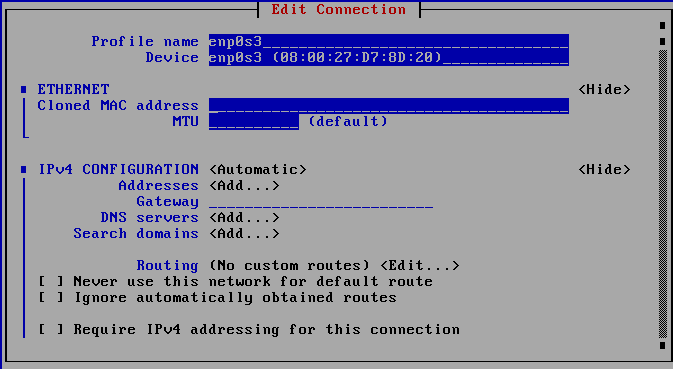 Edit Connection
Profile name enp0s3
Device enp0s3 (08:00:27:D7:8D:20)
ETHERNET <Hide>
Cloned MAC address
MTU (default)
IPv4 CONFIGURATION <Automatic> <Hide>
Addresses <Add...>
Gateway
DNS servers <Add...>
Search domains <Add...>
Routing (No custom routes) <Edit...>
[ ] Never use this network for default route
[ ] Ignore automatically obtained routes
[ ] Require IPv4 addressing for this connection